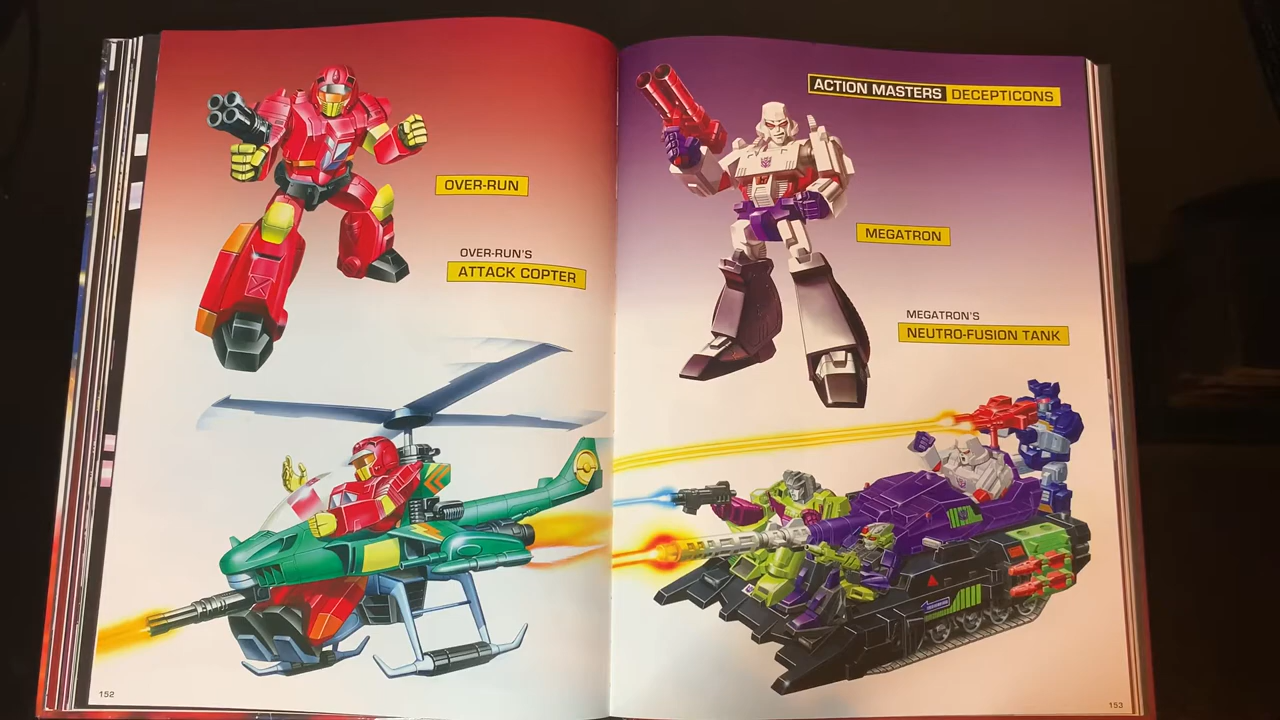 OVER-RUN
OVER-RUN'S
ATTACK COPTER
152
ACTION MASTERS DECEPTICONS
MEGATRON
MEGATRON'S
NEUTRO-FUSION TANK
153